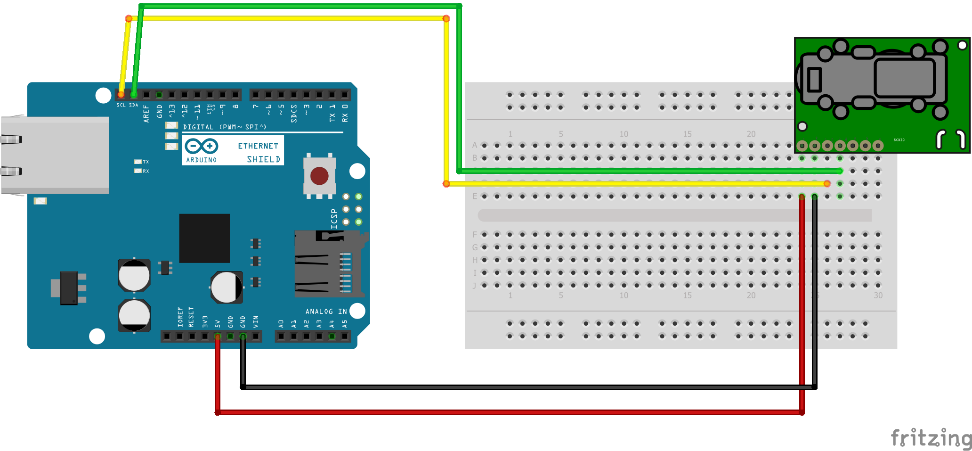 SCL SDA
AREF
GND
~13
~12
~11
~10
~9
8
7
~6
~5
SDCS
~3
2
TX 1
RX 0
DIGITAL (PWM~ SPI^)
ETHERNET
SHIELD
ARDUINO
TX
RX
ICSP
IOREF
RESET
3V3
5V
GND
GND
VIN
ANALOG IN
A0
A1
A2
A3
A4
A5
1 5 10 15 20
A
B
E
F
G
H
I
J
1 5 10 15 20 30
fritzing